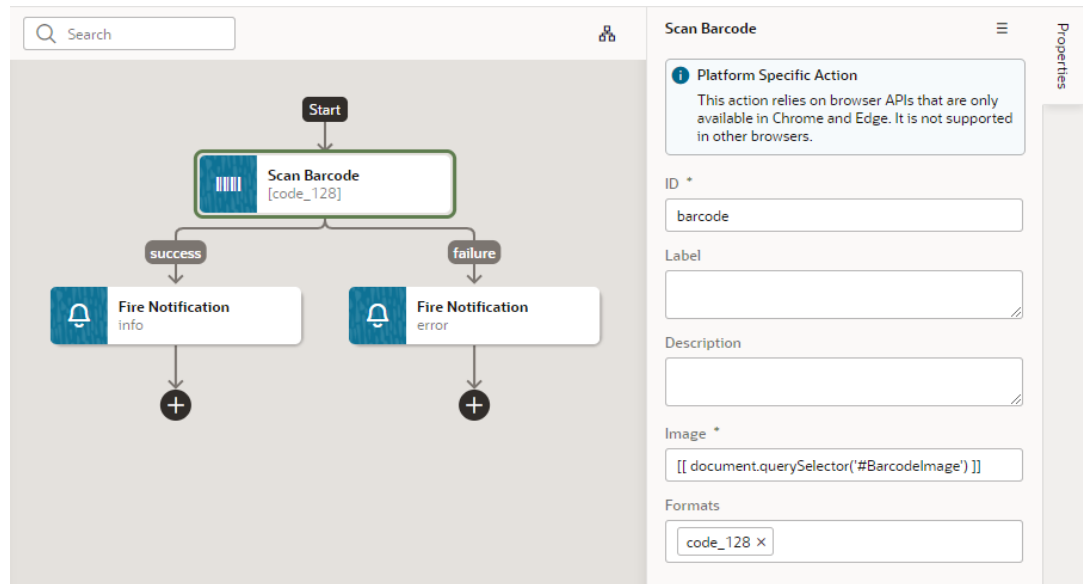 Search
Start
Scan Barcode
[code_128]
success
failure
Fire Notification
info
Fire Notification
error
Scan Barcode
Properties
Platform Specific Action
This action relies on browser APIs that are only
available in Chrome and Edge. It is not supported
in other browsers.
ID *
barcode
Label
Description
Image *
[[ document.querySelector('#BarcodeImage') ]]
Formats
code_128 ×